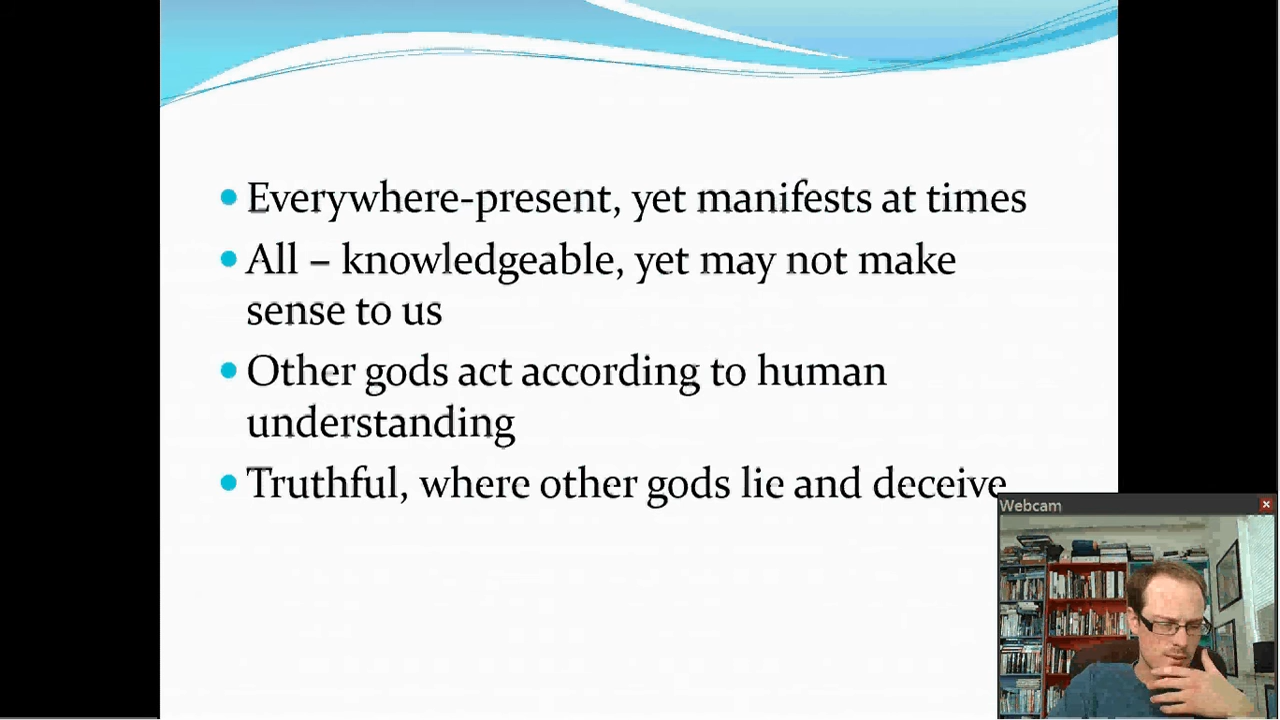 Everywhere-present, yet manifests at times
All – knowledgeable, yet may not make
sense to us
Other gods act according to human
understanding
Truthful, where other gods lie and deceive
Webcam